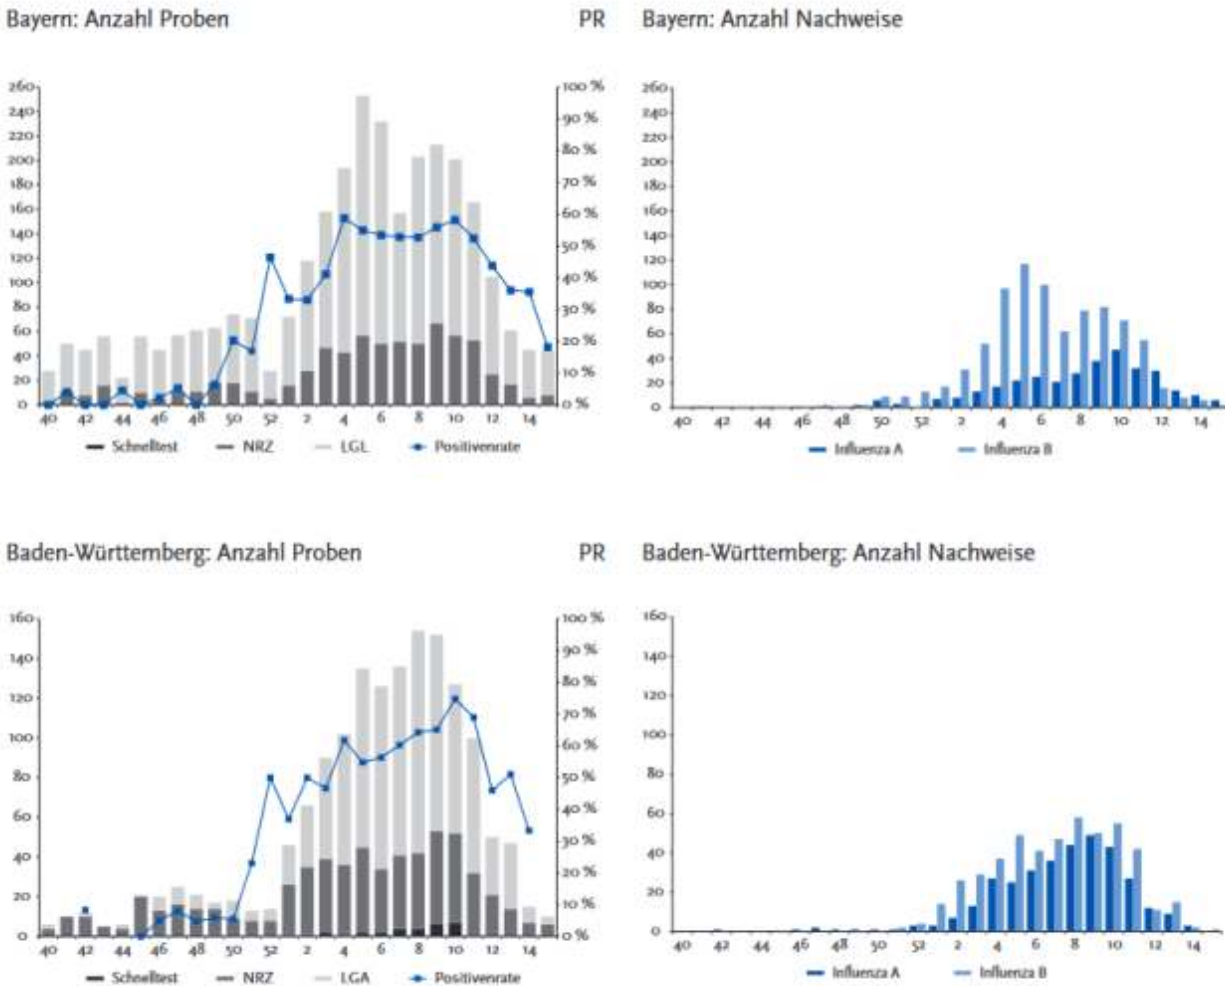 Bayern: Anzahl Proben PR
260 100 %
240 90 %
220 80 %
200
180 70 %
160 60 %
140 50 %
120 40 %
100
80 30 %
60 20 %
40
20 10 %
0 0 %
40 42 44 46 48 50 52 2 4 6 8 10 12 14
Schnelltest NRZ LGL Positivenrate
Bayern: Anzahl Nachweise
260
240
220
200
180
160
140
120
100
80
60
40
20
0
40 42 44 46 48 50 52 2 4 6 8 10 12 14
Influenza A Influenza B
Baden-Württemberg: Anzahl Proben PR
160 100 %
140 90 %
80 %
120 70 %
100 60 %
80 50 %
60 40 %
30 %
40 20 %
20 10 %
0 0 %
40 42 44 46 48 50 52 2 4 6 8 10 12 14
Schnelltest NRZ LGA Positivenrate
Baden-Württemberg: Anzahl Nachweise
160
140
120
100
80
60
40
20
0
40 42 44 46 48 50 52 2 4 6 8 10 12 14
Influenza A Influenza B